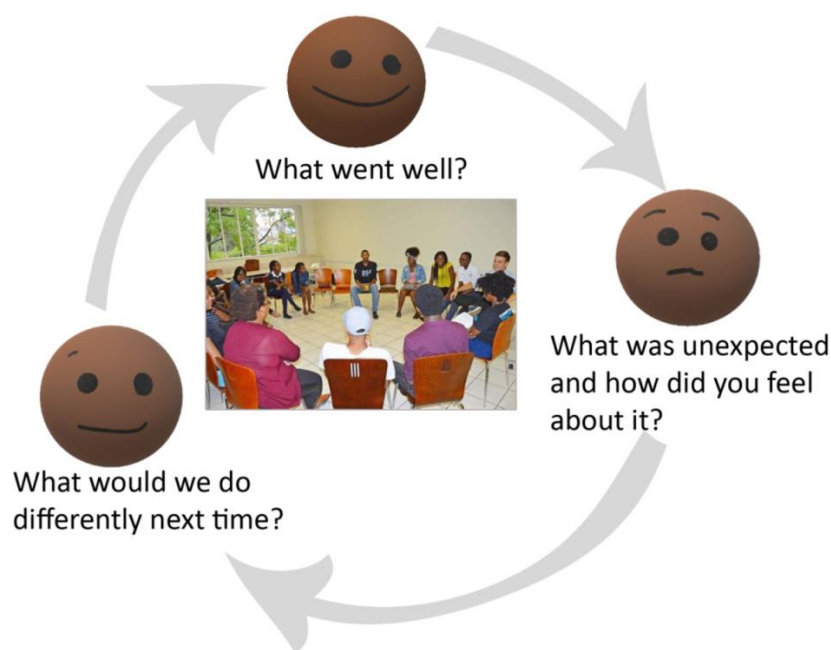 What went well?
What was unexpected
and how did you feel
about it?
What would we do
differently next time?